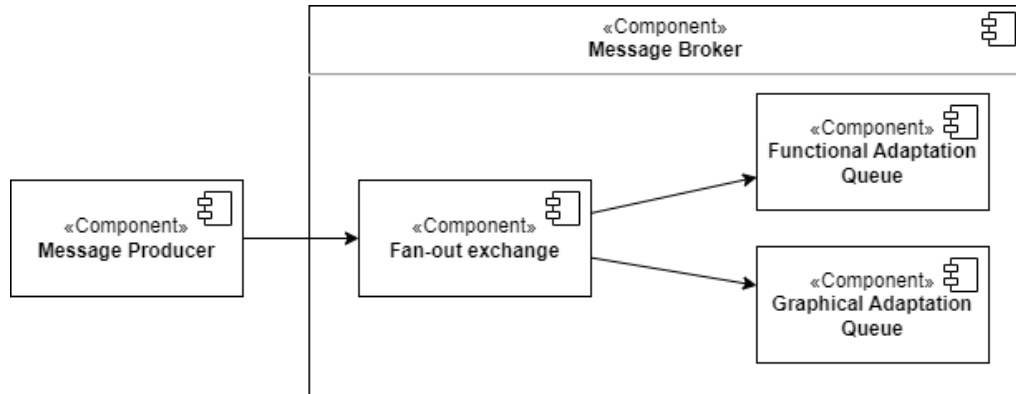 «Component»
Message Broker
«Component»
Functional Adaptation
Queue
«Component»
Message Producer
«Component»
Fan-out exchange
«Component»
Graphical Adaptation
Queue